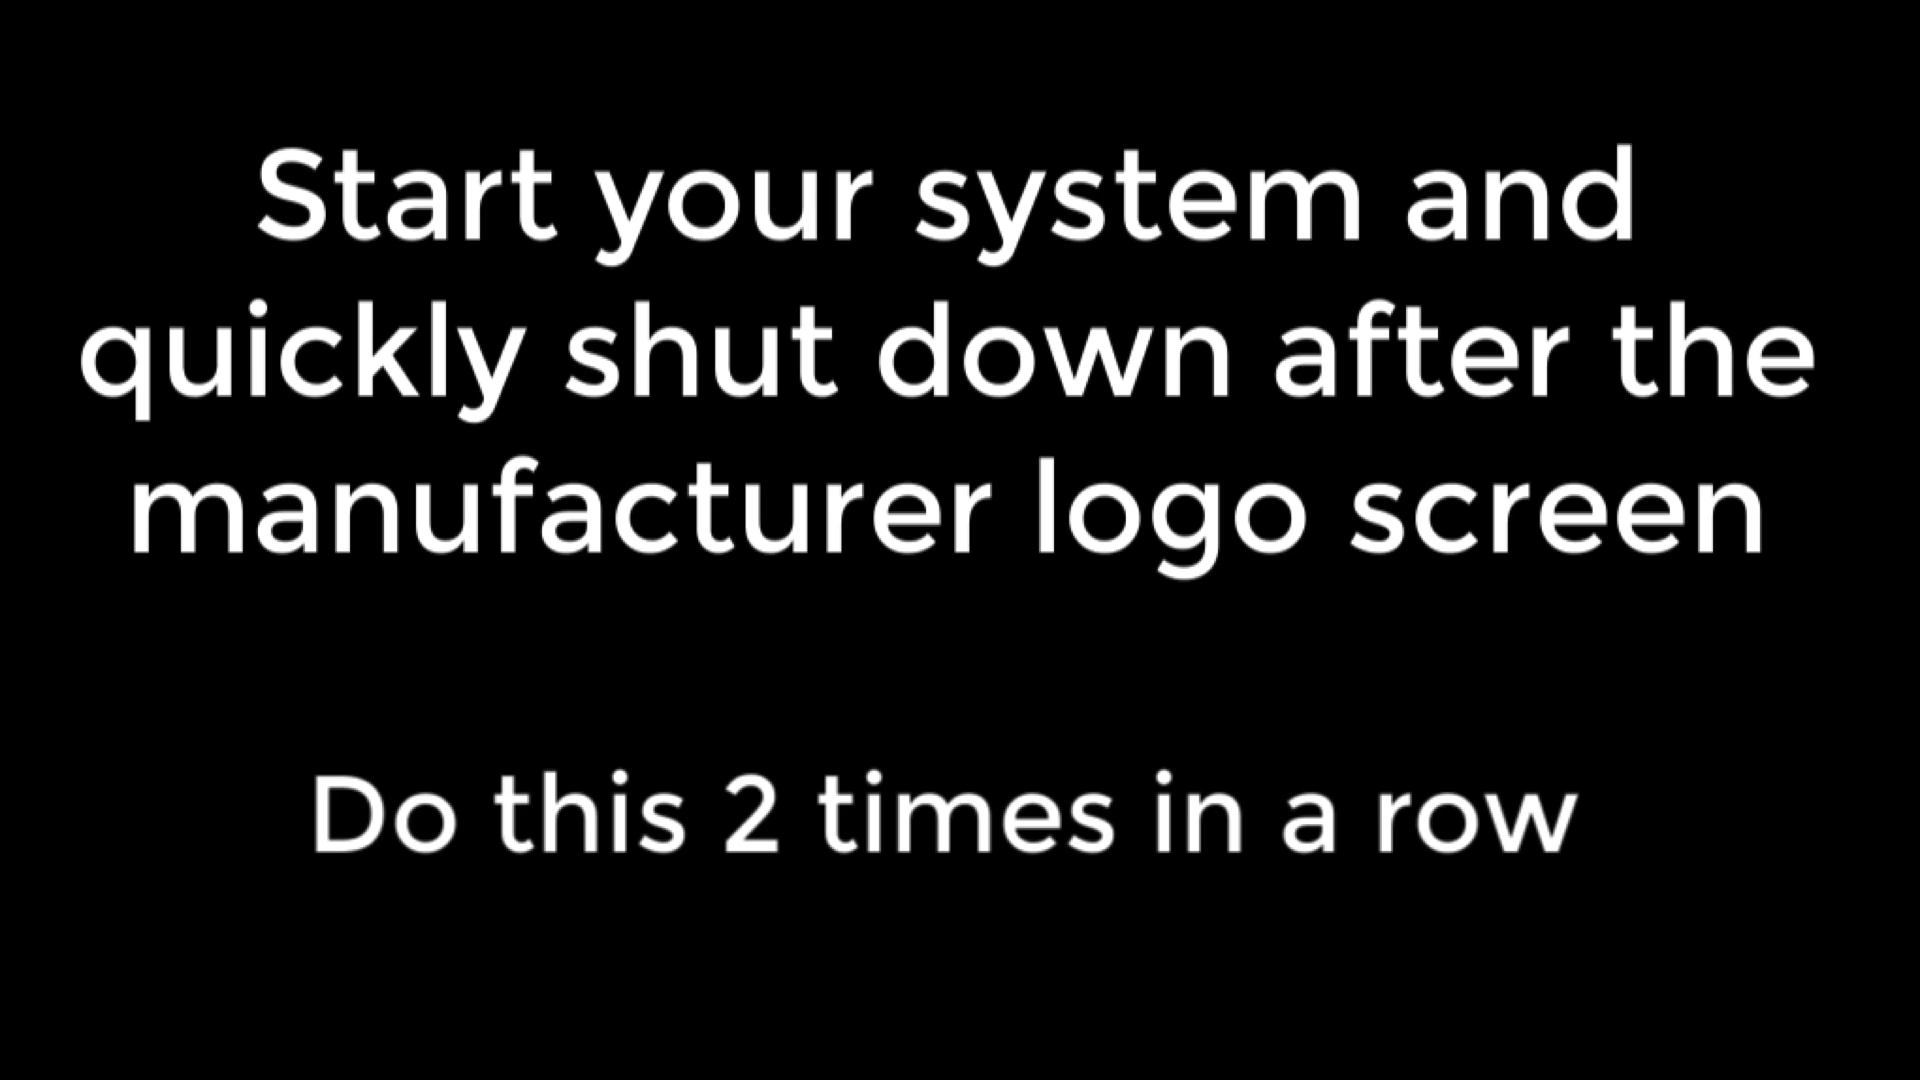 Start your system and
quickly shut down after the
manufacturer logo screen
Do this 2 times in a row